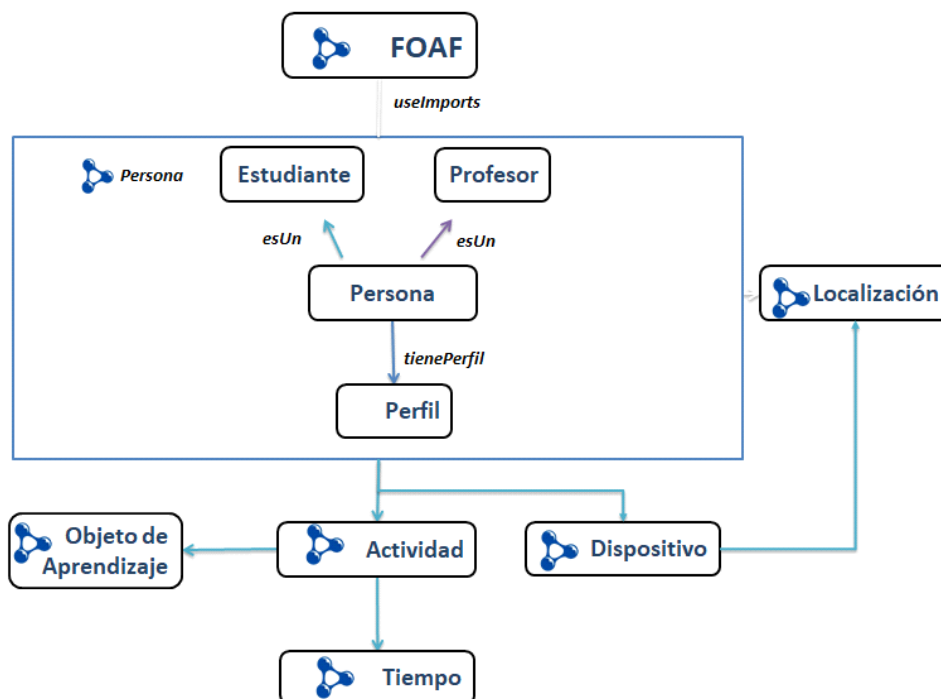 FOAF
useImports
Persona
Estudiante
Profesor
esUn
esUn
Persona
Localización
tienePerfil
Perfil
Objeto de
Aprendizaje
Actividad
Dispositivo
Tiempo